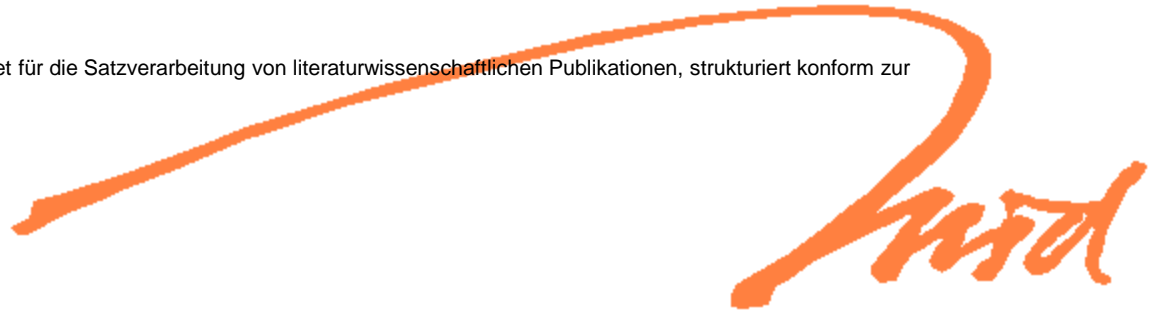 et für die Satzverarbeitung von literaturwissenschaftlichen Publikationen, strukturiert konform zur